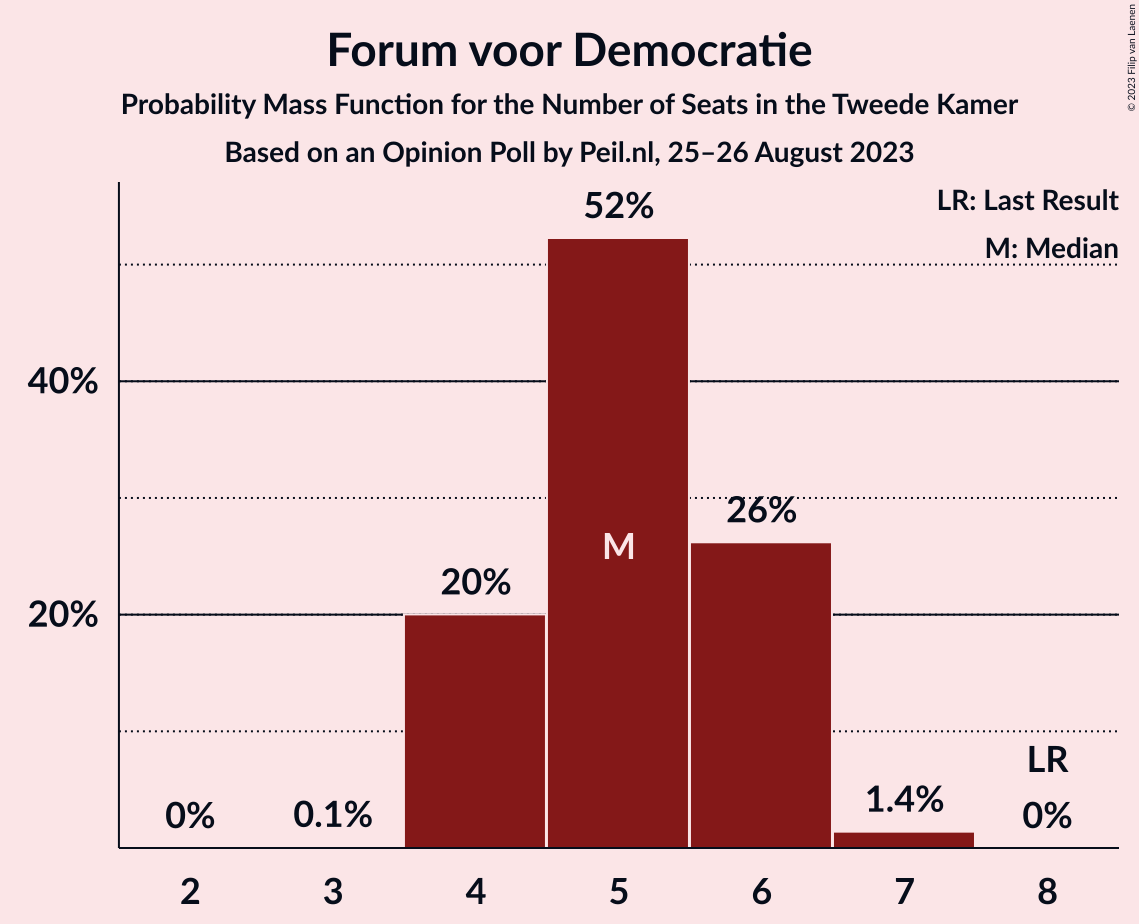 Forum voor Democratie
Probability Mass Function for the Number of Seats in the Tweede Kamer
Based on an Opinion Poll by Peil.nl, 25–26 August 2023
© 2023 Filip van Laenen
LR: Last Result
M: Median
52%
40%
26%
M
20%
20%
LR
0%
0.1%
1.4%
0%
2 3 4 5 6 7 8